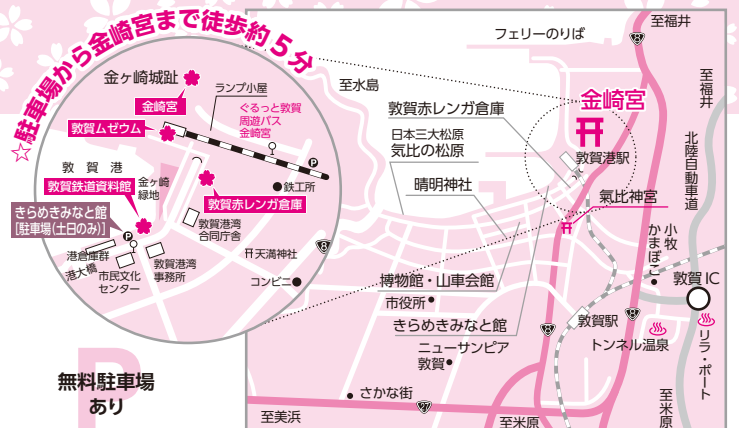 ☆駐車場から金崎宮まで徒歩約5分
金ヶ崎城趾
金崎宮
ランプ小屋
敦賀ムゼウム
ぐるっと敦賀
周遊バス
金崎宮
P
敦賀港
敦賀鉄道資料館
金ヶ崎
緑地
鉄工所
敦賀赤レンガ倉庫
きらめきみなと館
[駐車場(土日のみ)]
P
敦賀港湾
合同庁舎
8
港倉庫群
港大橋
市民文化
センター
敦賀港湾
事務所
天満神社
コンビニ
P
無料駐車場
あり
至福井
8
フェリーのりば
至水島
金崎宮
至福井
敦賀赤レンガ倉庫
日本三大松原
気比の松原
敦賀港駅
北陸自動車道
晴明神社
氣比神宮
小牧
かまぼこ
博物館・山車会館
市役所
敦賀IC
きらめきみなと館
敦賀駅
8
8
ニューサンピア
敦賀
トンネル温泉
リラ・ポート
さかな街
27
至美浜
至米原
至米原